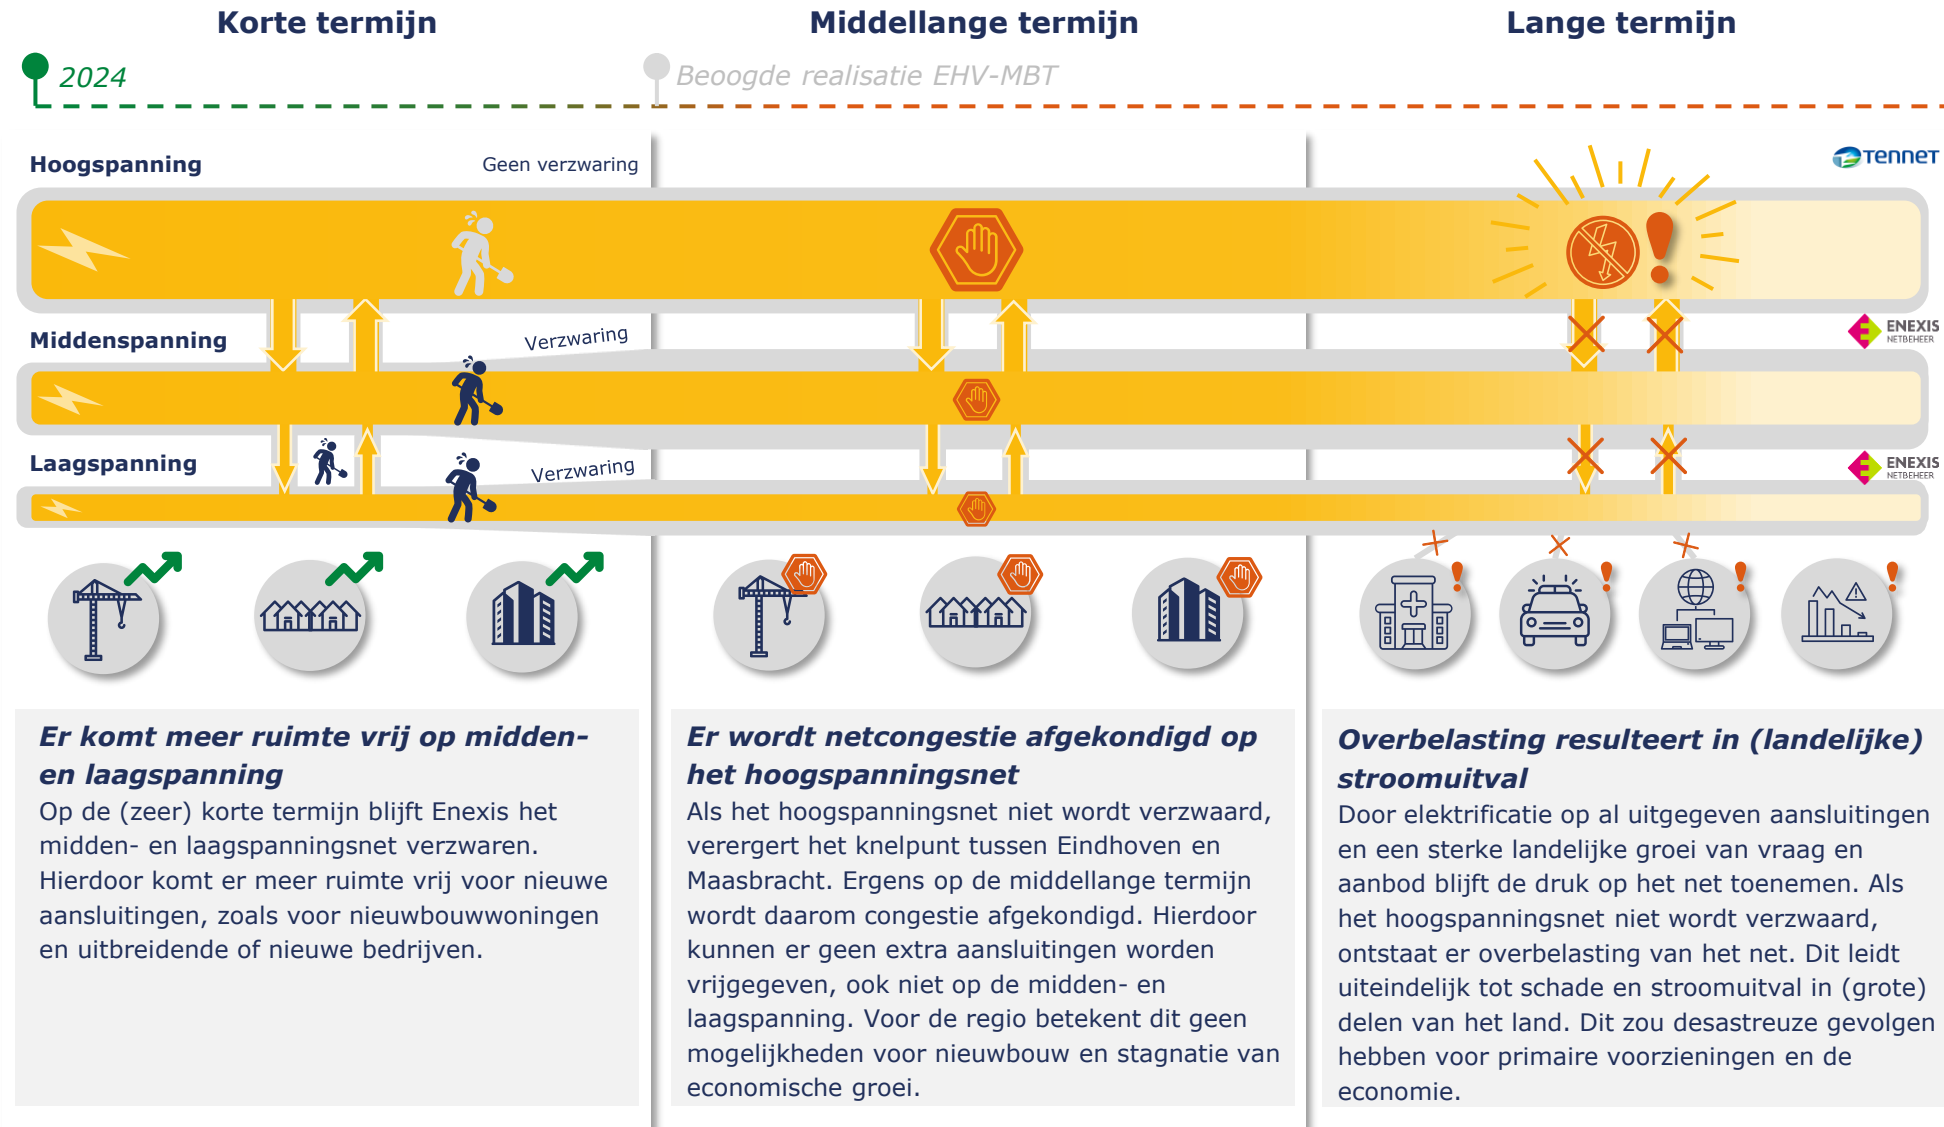 Korte termijn
Middellange termijn
Lange termijn
2024
Beoogde realisatie EHV-MBT
Hoogspanning
Geen verzwaring
TenneT
Middenspanning
Verzwaring
ENEXIS
NETBEHEER
Laagspanning
Verzwaring
ENEXIS
NETBEHEER
Er komt meer ruimte vrij op midden-
en laagspanning
Op de (zeer) korte termijn blijft Enexis het
midden- en laagspanningsnet verzwaren.
Hierdoor komt er meer ruimte vrij voor nieuwe
aansluitingen, zoals voor nieuwbouwwoningen
en uitbreidende of nieuwe bedrijven.
Er wordt netcongestie afgekondigd op
het hoogspanningsnet
Als het hoogspanningsnet niet wordt verzwaard,
verergert het knelpunt tussen Eindhoven en
Maasbracht. Ergens op de middellange termijn
wordt daarom congestie afgekondigd. Hierdoor
kunnen er geen extra aansluitingen worden
vrijgegeven, ook niet op de midden- en
laagspanning. Voor de regio betekent dit geen
mogelijkheden voor nieuwbouw en stagnatie van
economische groei.
Overbelasting resulteert in (landelijke)
stroomuitval
Door elektrificatie op al uitgegeven aansluitingen
en een sterke landelijke groei van vraag en
aanbod blijft de druk op het net toenemen. Als
het hoogspanningsnet niet wordt verzwaard,
ontstaat er overbelasting van het net. Dit leidt
uiteindelijk tot schade en stroomuitval in (grote)
delen van het land. Dit zou desastreuze gevolgen
hebben voor primaire voorzieningen en de
economie.